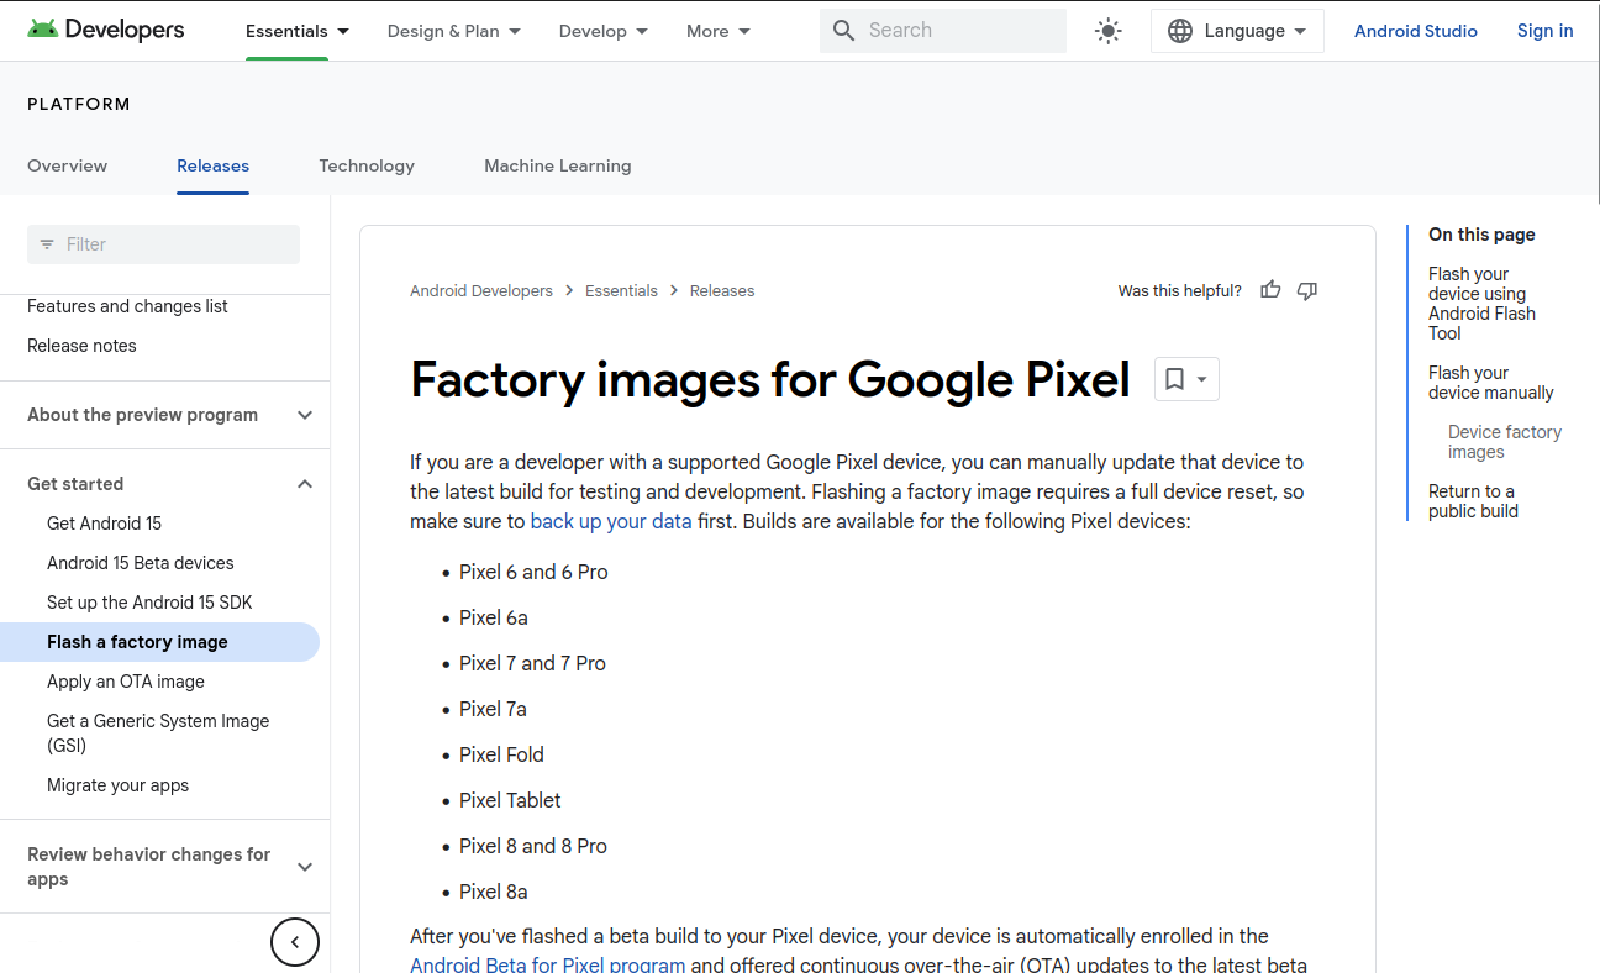 Developers
Essentials
Design & Plan
Develop
More
Search
Language
Android Studio
Sign in
PLATFORM
Overview
Releases
Technology
Machine Learning
Filter
Features and changes list
Release notes
About the preview program
Get started
Get Android 15
Android 15 Beta devices
Set up the Android 15 SDK
Flash a factory image
Apply an OTA image
Get a Generic System Image
(GSI)
Migrate your apps
Review behavior changes for
apps
Android Developers
Essentials
Releases
Was this helpful?
Factory images for Google Pixel
If you are a developer with a supported Google Pixel device, you can manually update that device to
the latest build for testing and development. Flashing a factory image requires a full device reset, so
make sure to back up your data first. Builds are available for the following Pixel devices:
• Pixel 6 and 6 Pro
• Pixel 6a
• Pixel 7 and 7 Pro
• Pixel 7a
• Pixel Fold
• Pixel Tablet
• Pixel 8 and 8 Pro
• Pixel 8a
After you've flashed a beta build to your Pixel device, your device is automatically enrolled in the
Android Beta for Pixel program and offered continuous over-the-air (OTA) updates to the latest beta
On this page
Flash your
device using
Android Flash
Tool
Flash your
device manually
Device factory
images
Return to a
public build